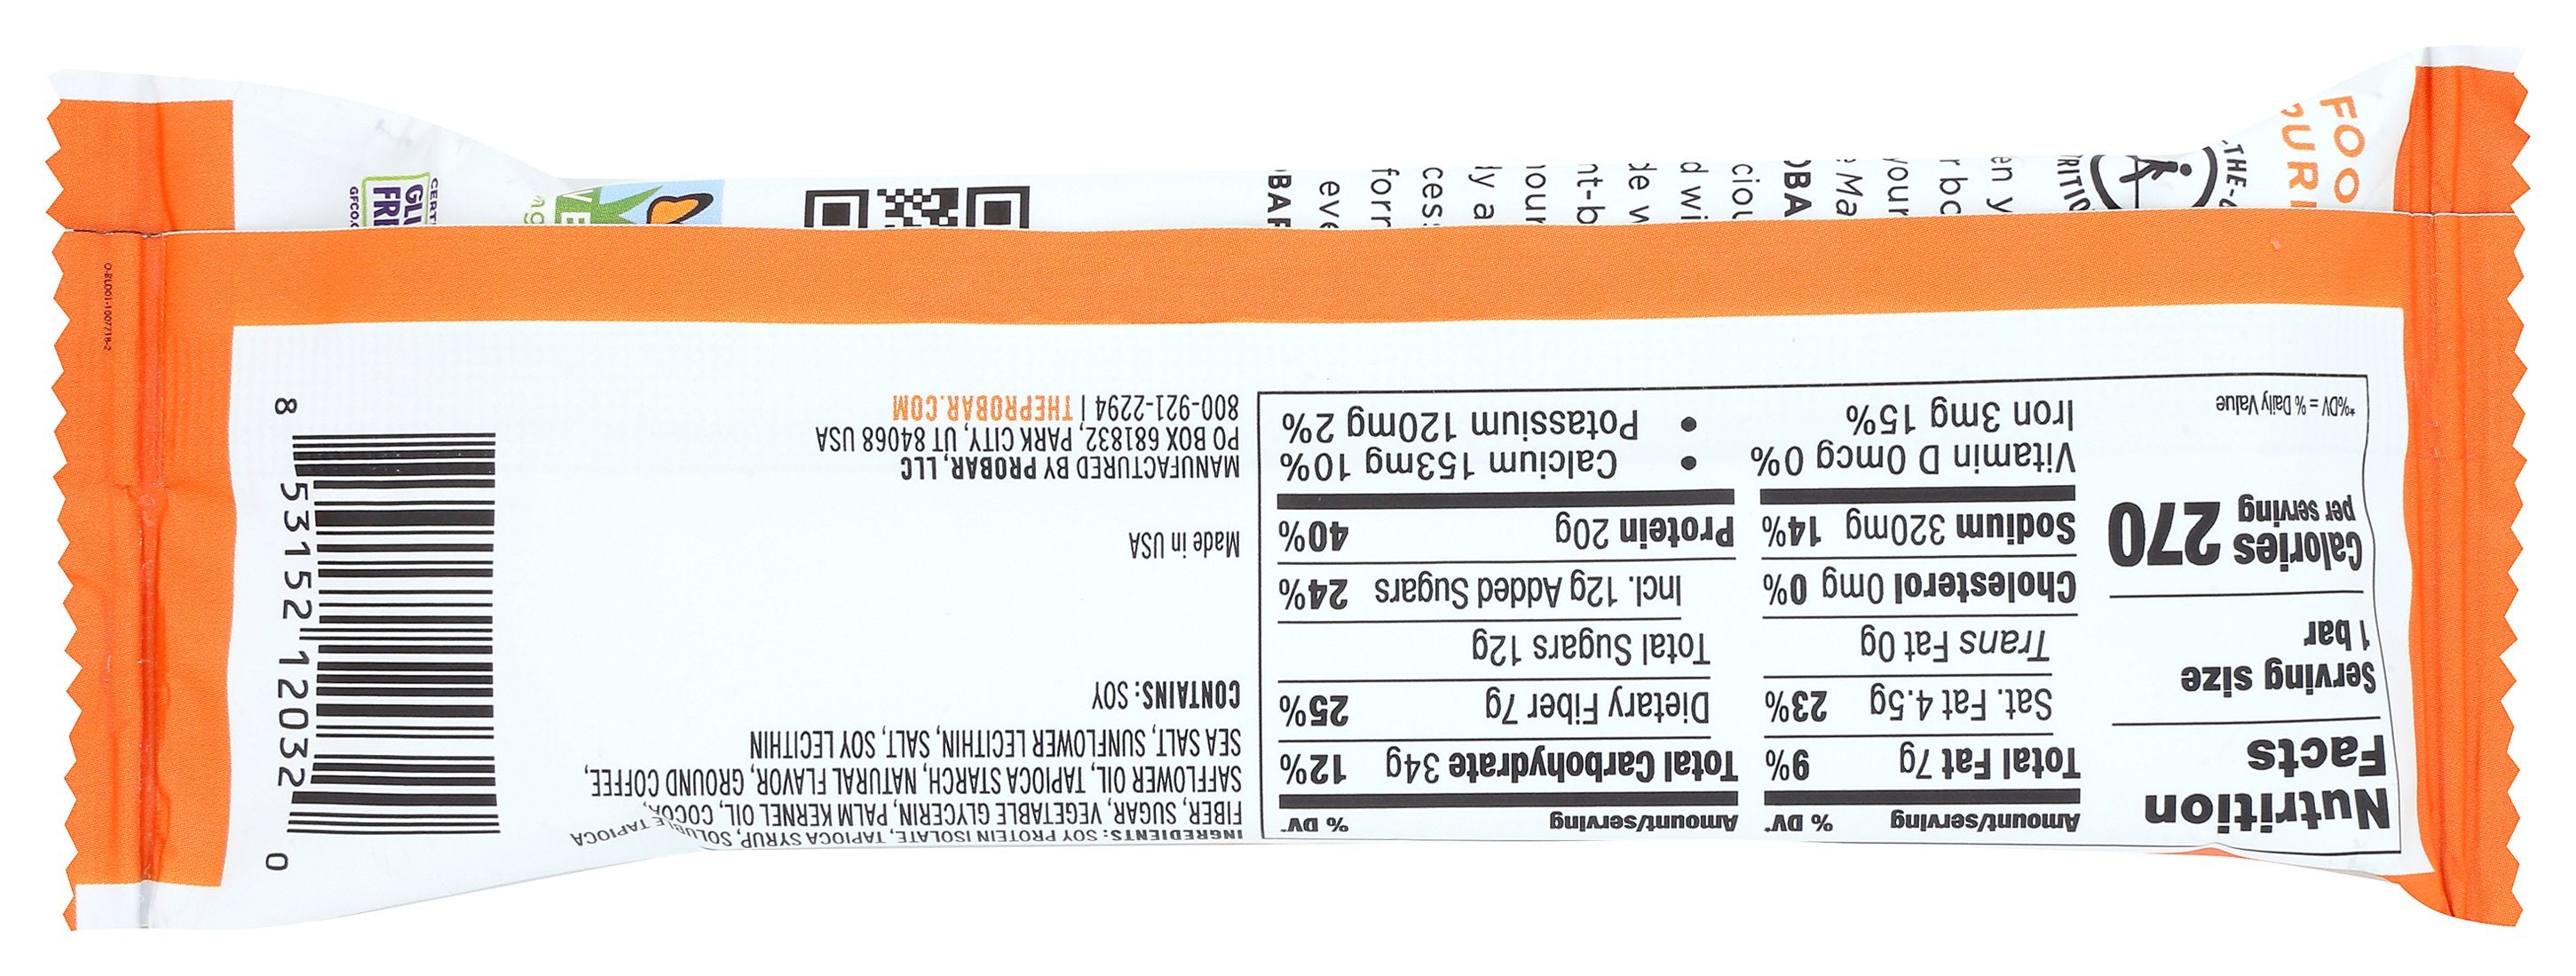 Nutrition
Facts
Serving size
1 bar
Calories 270
per serving
*%DV = % Daily Value
Amount/serving % DV*
Total Fat 7g 9%
Sat. Fat 4.5g 23%
Trans Fat 0g
Cholesterol 0mg 0%
Sodium 320mg 14%
Vitamin D 0mcg 0%
Iron 3mg 15%
Amount/serving % DV*
Total Carbohydrate 34g 12%
Dietary Fiber 7g 25%
Total Sugars 12g
Incl. 12g Added Sugars 24%
Protein 20g 40%
• Calcium 153mg 10%
• Potassium 120mg 2%
INGREDIENTS: SOY PROTEIN ISOLATE, TAPIOCA SYRUP, SOLUBLE TAPIOCA
FIBER, SUGAR, VEGETABLE GLYCERIN, PALM KERNEL OIL, COCOA,
SAFFLOWER OIL, TAPIOCA STARCH, NATURAL FLAVOR, GROUND COFFEE,
SEA SALT, SUNFLOWER LECITHIN, SALT, SOY LECITHIN
CONTAINS: SOY
Made in USA
MANUFACTURED BY PROBAR, LLC
PO BOX 681832, PARK CITY, UT 84068 USA
800-921-2294 | THEPROBAR.COM
0 12032 53152 8